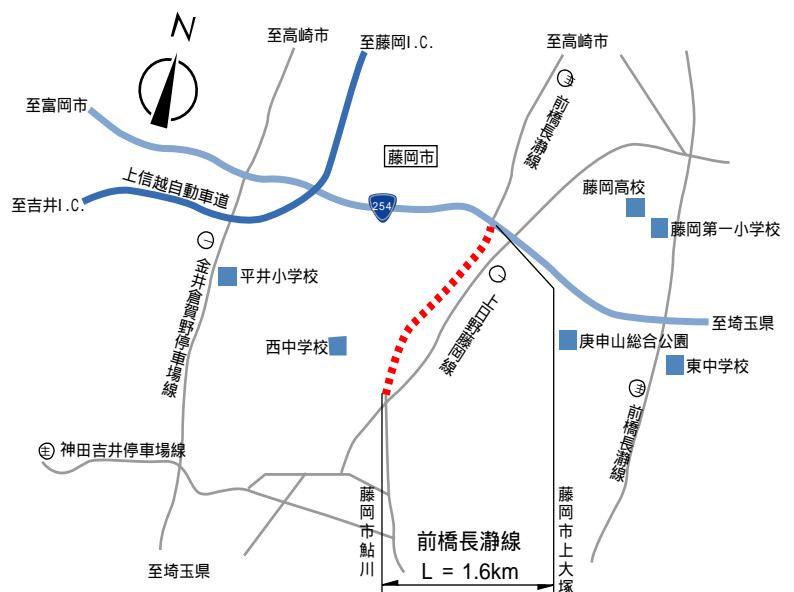 N
至高崎市
至藤岡I.C.
至高崎市
主
前橋長瀞線
至富岡市
藤岡市
上信越自動車道
至吉井I.C.
254
藤岡高校
藤岡第一小学校
一
金井倉賀野停車場線
平井小学校
一
上日野藤岡線
西中学校
至埼玉県
庚申山総合公園
東中学校
主
前橋長瀞線
主 神田吉井停車場線
藤岡市鮎川
藤岡市上大塚
前橋長瀞線
L = 1.6km
至埼玉県